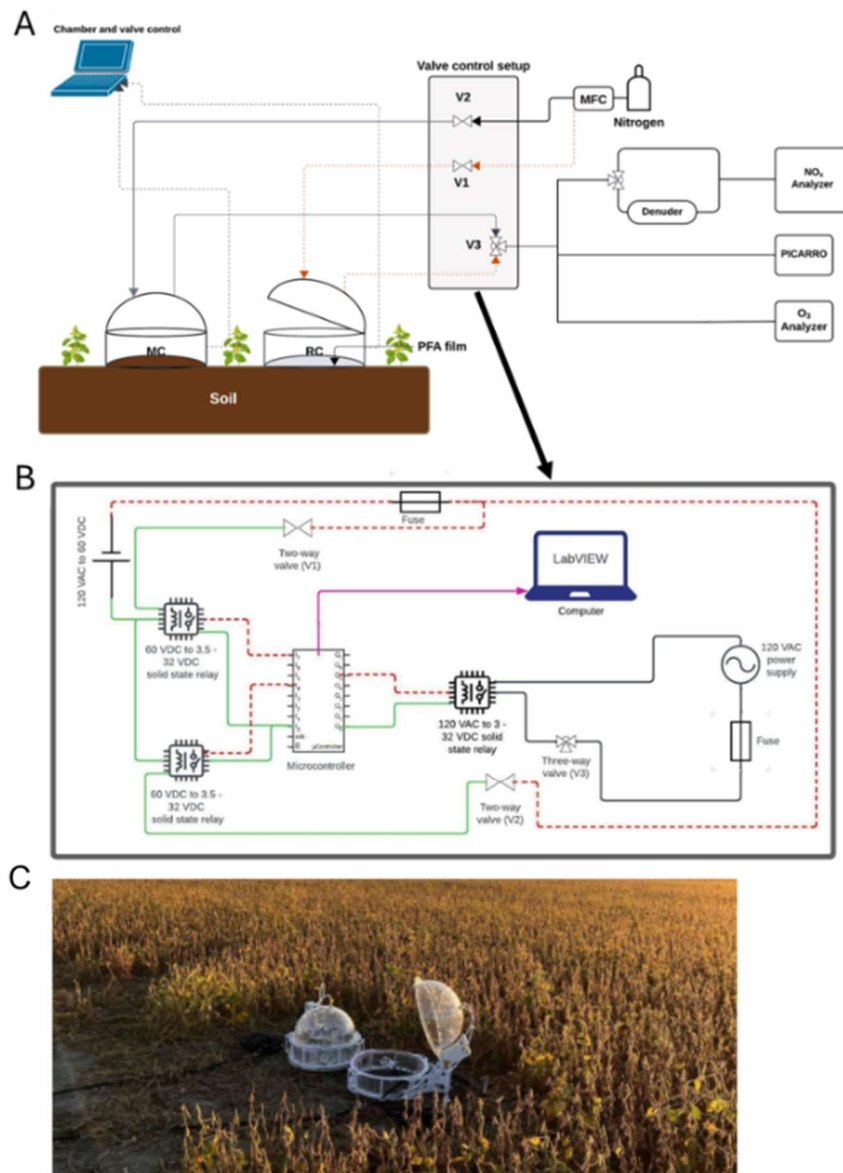 A
Chamber and valve control
Valve control setup
V2
MFC
Nitrogen
V1
NOx
Analyzer
Denuder
V3
PICARRO
O3
Analyzer
MC
RC
PFA film
Soil
B
120 VAC to 60 VDC
Fuse
Two-way
valve (V1)
LabVIEW
Computer
60 VDC to 3.5 -
32 VDC
solid state relay
120 VAC
power
supply
120 VAC to 3 -
32 VDC solid
state relay
µController
Microcontroller
Fuse
Three-way
valve (V3)
60 VDC to 3.5 -
32 VDC
solid state relay
Two-way
valve (V2)
C